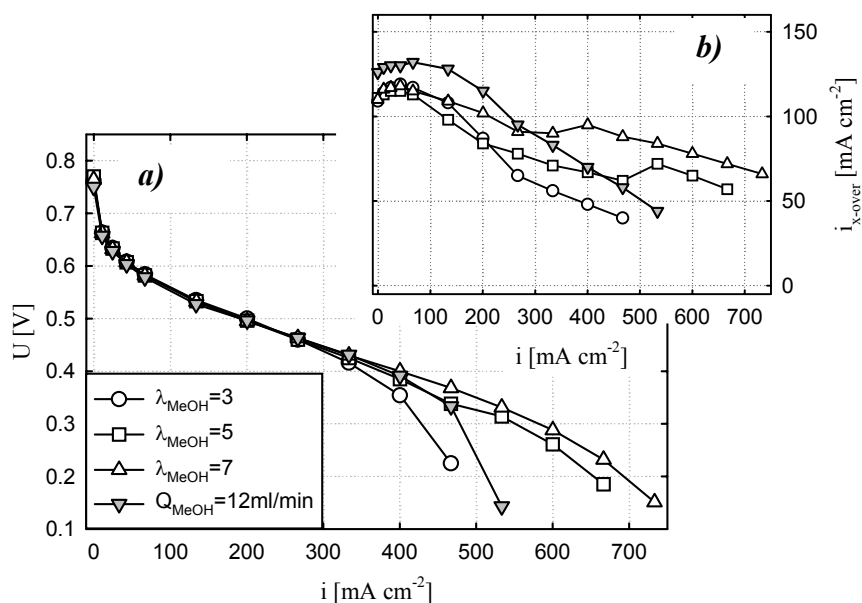 b)
150
100
50
0
i_x-over [mA cm⁻²]
0 100 200 300 400 500 600 700
i [mA cm⁻²]
a)
0.8
0.7
0.6
0.5
0.4
0.3
0.2
0.1
U [V]
λ_MeOH=3
λ_MeOH=5
λ_MeOH=7
Q_MeOH=12ml/min
0 100 200 300 400 500 600 700
i [mA cm⁻²]